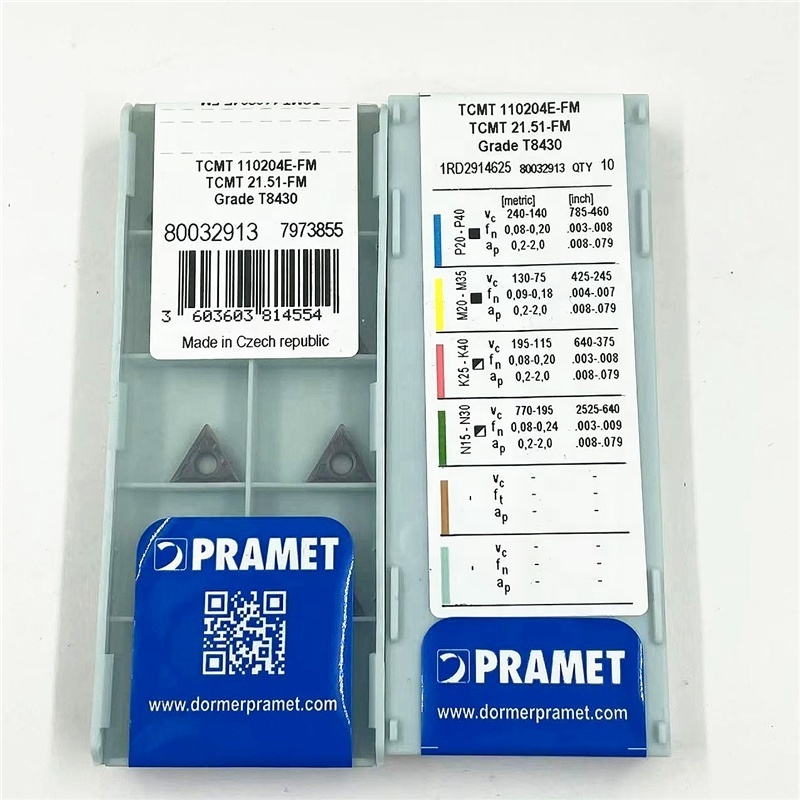 TCMT 110204E-FM
TCMT 21.51-FM
Grade T8430
80032913 7973855
3 603603 814554
Made in Czech republic
PRAMET
www.dormerpramet.com
TCMT 110204E-FM
TCMT 21.51-FM
Grade T8430
1RD2914625 80032913 QTY 10
[metric] [inch]
P20 - P40
vc 240-140 785-460
fn 0,08-0,20 .003-.008
ap 0,2-2,0 .008-.079
M20 - M35
vc 130-75 425-245
fn 0,09-0,18 .004-.007
ap 0,2-2,0 .008-.079
K25 - K40
vc 195-115 640-375
fn 0,08-0,20 .003-.008
ap 0,2-2,0 .008-.079
N15 - N30
vc 770-195 2525-640
fn 0,08-0,24 .003-.009
ap 0,2-2,0 .008-.079
vc - -
ft - -
ap - -
vc - -
fn - -
ap - -
PRAMET
www.dormerpramet.com